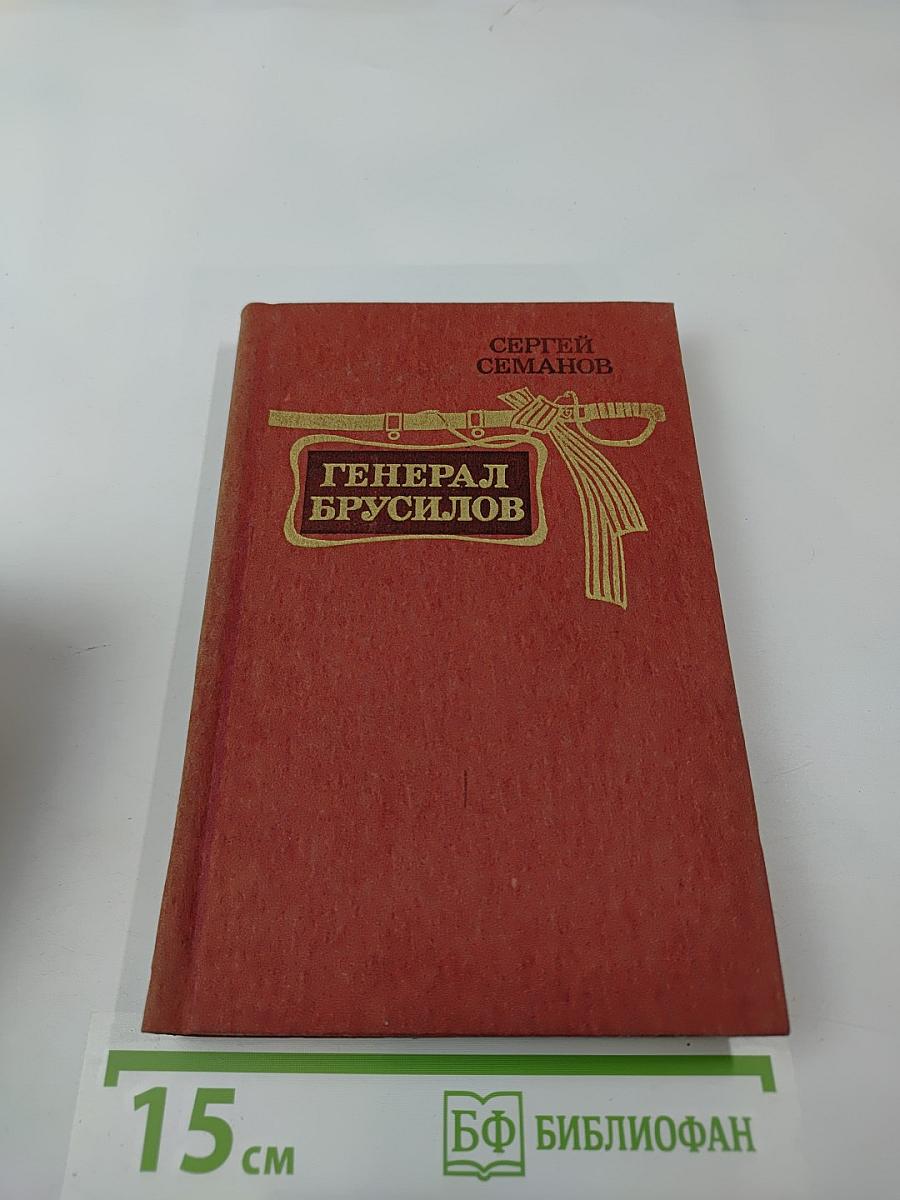 СЕРГЕЙ
СЕМАНОВ
ГЕНЕРАЛ
БРУСИЛОВ
15 см
БФ БИБЛИОФАН